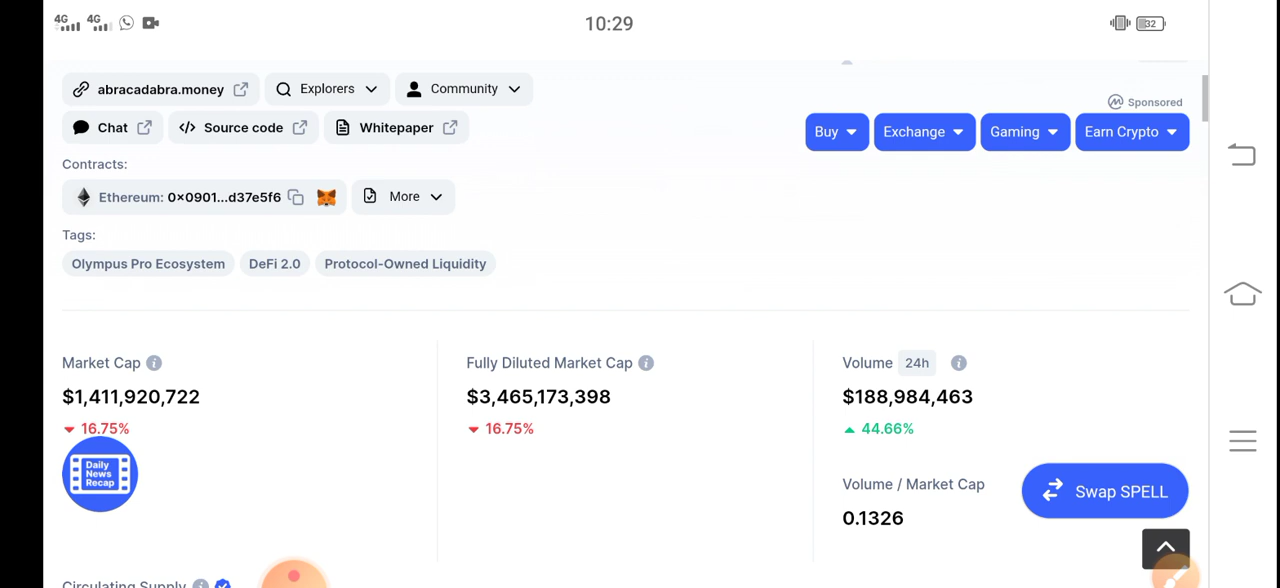 4G 4G 10:29 32
abracadabra.money Explorers Community
Sponsored
Chat Source code Whitepaper
Buy Exchange Gaming Earn Crypto
Contracts:
Ethereum: 0x0901...d37e5f6 More
Tags:
Olympus Pro Ecosystem DeFi 2.0 Protocol-Owned Liquidity
Market Cap Fully Diluted Market Cap Volume 24h
$1,411,920,722 $3,465,173,398 $188,984,463
16.75% 16.75% 44.66%
Daily
News
Recap
Volume / Market Cap
Swap SPELL
0.1326
Circulating Supply